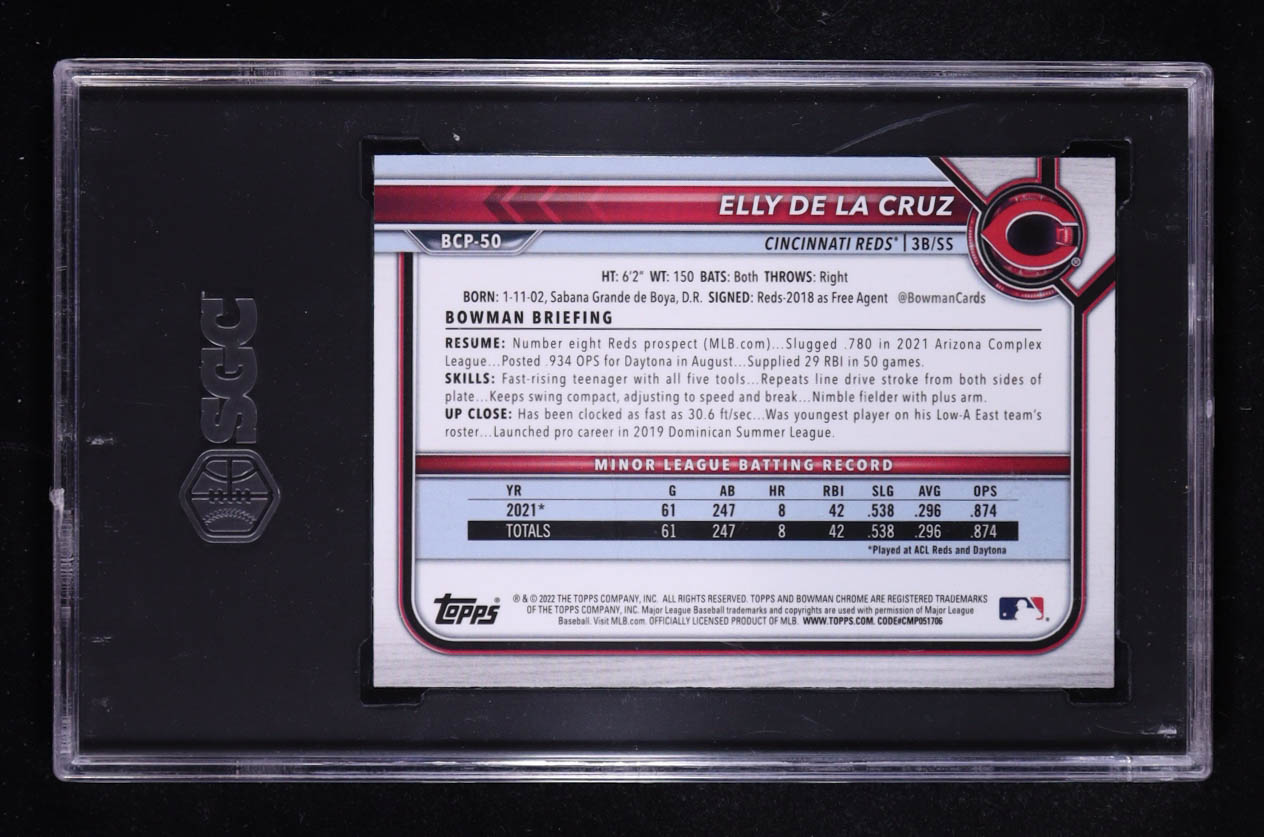 SGC
ELLY DE LA CRUZ
BCP-50
CINCINNATI REDS® | 3B/SS
HT: 6'2" WT: 150 BATS: Both THROWS: Right
BORN: 1-11-02, Sabana Grande de Boya, D.R. SIGNED: Reds-2018 as Free Agent @BowmanCards
BOWMAN BRIEFING
RESUME: Number eight Reds prospect (MLB.com)...Slugged .780 in 2021 Arizona Complex
League...Posted .934 OPS for Daytona in August...Supplied 29 RBI in 50 games.
SKILLS: Fast-rising teenager with all five tools...Repeats line drive stroke from both sides of
plate...Keeps swing compact, adjusting to speed and break...Nimble fielder with plus arm.
UP CLOSE: Has been clocked as fast as 30.6 ft/sec...Was youngest player on his Low-A East team's
roster...Launched pro career in 2019 Dominican Summer League.
MINOR LEAGUE BATTING RECORD
YR G AB HR RBI SLG AVG OPS
2021* 61 247 8 42 .538 .296 .874
TOTALS 61 247 8 42 .538 .296 .874
*Played at ACL Reds and Daytona
TOPPS®
® & © 2022 THE TOPPS COMPANY, INC. ALL RIGHTS RESERVED. TOPPS AND BOWMAN CHROME ARE REGISTERED TRADEMARKS
OF THE TOPPS COMPANY, INC. Major League Baseball trademarks and copyrights are used with permission of Major League
Baseball. Visit MLB.com. OFFICIALLY LICENSED PRODUCT OF MLB. WWW.TOPPS.COM. CODE#CMP051706